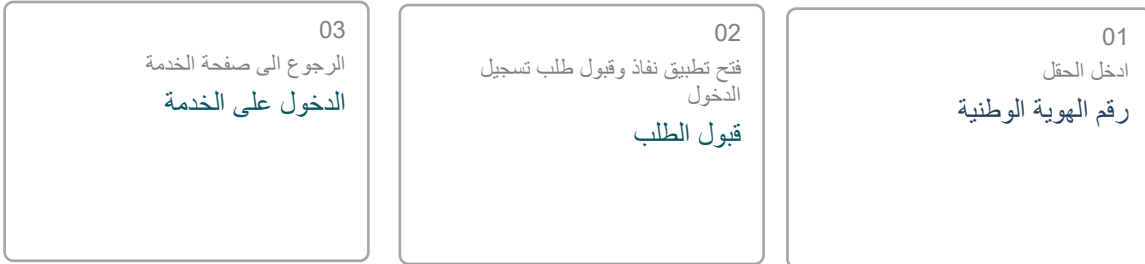 01
ادخل الحقل
رقم الهوية الوطنية
02
فتح تطبيق نفاذ وقبول طلب تسجيل
الدخول
قبول الطلب
03
الرجوع الى صفحة الخدمة
الدخول على الخدمة